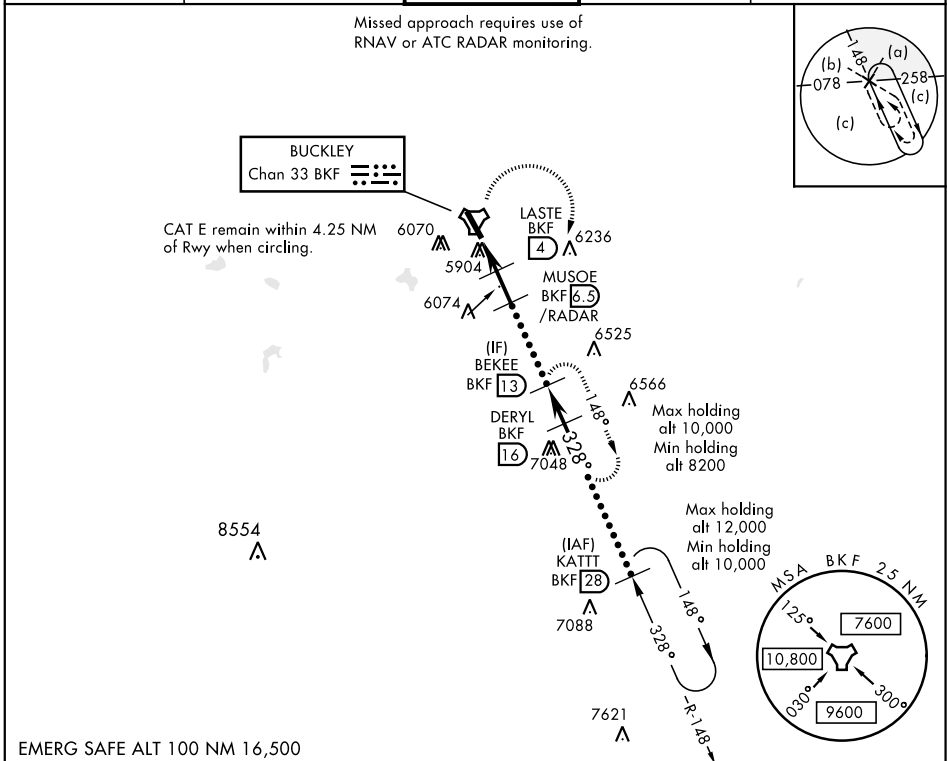 Missed approach requires use of
RNAV or ATC RADAR monitoring.
148
(a)
(b)
078
258
(c)
(c)
BUCKLEY
Chan 33 BKF
CAT E remain within 4.25 NM
of Rwy when circling.
6070
5904
LASTE
BKF
4
6236
MUSOE
BKF 6.5
/RADAR
6074
6525
(IF)
BEKEE
BKF 13
6566
148°
Max holding
alt 10,000
Min holding
alt 8200
DERYL
BKF
16
7048
328°
8554
Max holding
alt 12,000
Min holding
alt 10,000
(IAF)
KATTT
BKF 28
7088
148°
328°
R-148
7621
MSA BKF 25 NM
125°
7600
10,800
030°
300°
9600
EMERG SAFE ALT 100 NM 16,500